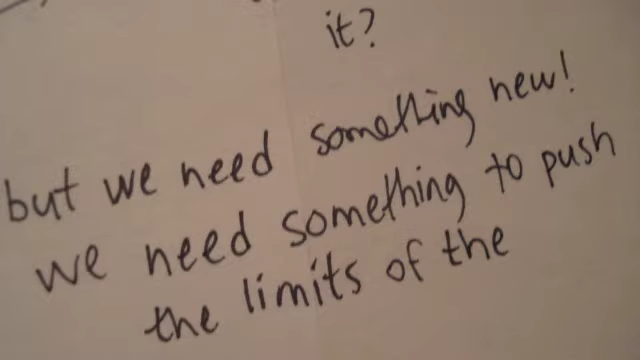 it?
but we need something new!
we need something to push
the limits of the